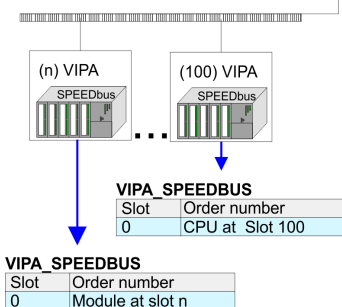 (n) VIPA
SPEEDbus
(100) VIPA
SPEEDbus
VIPA_SPEEDBUS
Slot Order number
0 CPU at Slot 100
VIPA_SPEEDBUS
Slot Order number
0 Module at slot n